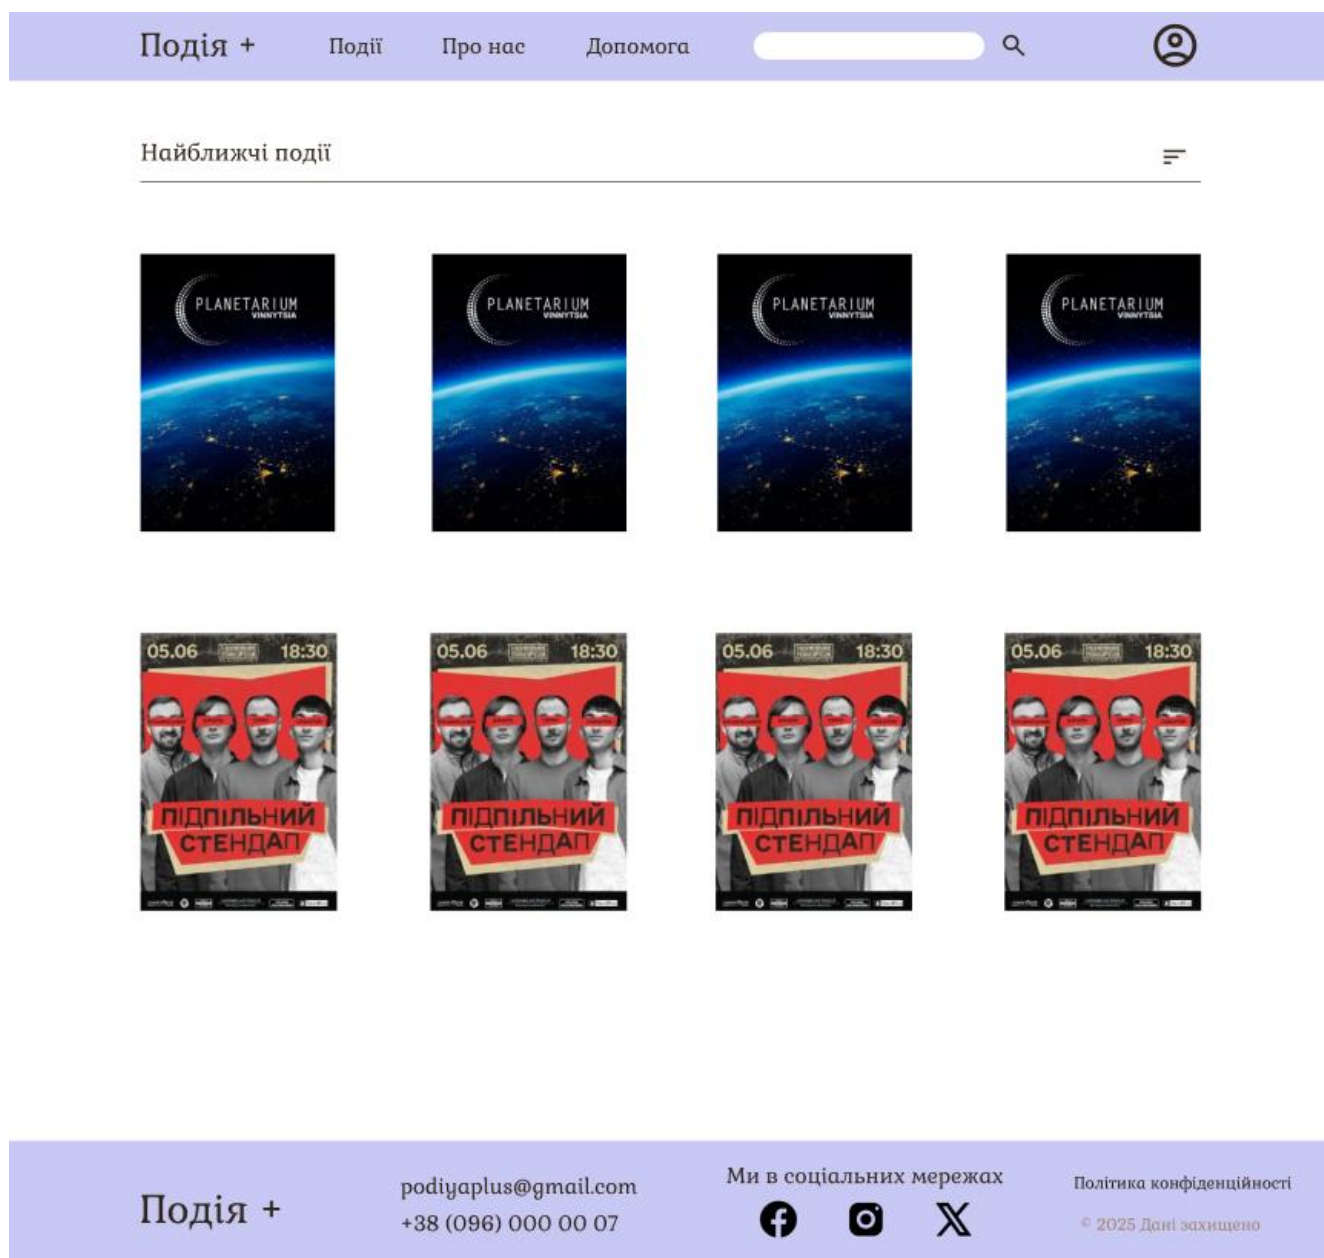 Подія + Події Про нас Допомога
Найближчі події
PLANETARIUM
VINNYTSIA
PLANETARIUM
VINNYTSIA
PLANETARIUM
VINNYTSIA
PLANETARIUM
VINNYTSIA
05.06 18:30
ПІДПІЛЬНИЙ
СТЕНДАП
05.06 18:30
ПІДПІЛЬНИЙ
СТЕНДАП
05.06 18:30
ПІДПІЛЬНИЙ
СТЕНДАП
05.06 18:30
ПІДПІЛЬНИЙ
СТЕНДАП
Подія +
podiyaplus@gmail.com
+38 (096) 000 00 07
Ми в соціальних мережах
Політика конфіденційності
© 2025 Дані захищено